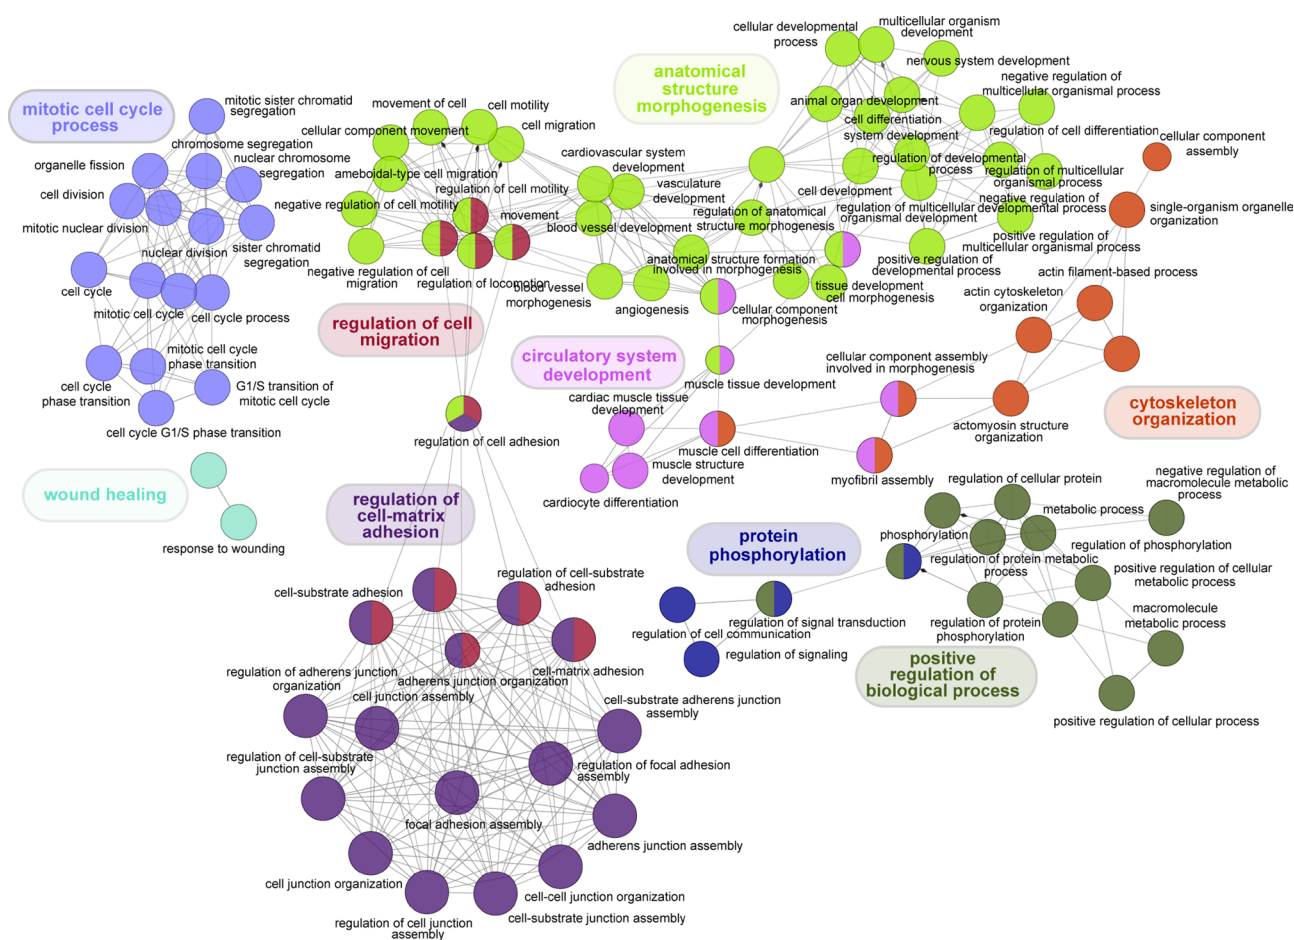 cellular developmental
process
multicellular organism
development
nervous system development
negative regulation of
multicellular organismal process
anatomical
structure
morphogenesis
animal organ development
cell differentiation
system development
regulation of cell differentiation
cellular component
assembly
mitotic cell cycle
process
mitotic sister chromatid
segregation
chromosome segregation
nuclear chromosome
segregation
organelle fission
cell division
mitotic nuclear division
nuclear division
sister chromatid
segregation
cell cycle
mitotic cell cycle
cell cycle process
mitotic cell cycle
phase transition
cell cycle
phase transition
G1/S transition of
mitotic cell cycle
cell cycle G1/S phase transition
movement of cell
cell motility
cellular component movement
cell migration
ameboidal-type cell migration
regulation of cell motility
negative regulation of cell motility
movement
negative regulation of cell
migration
regulation of locomotion
cardiovascular system
development
vasculature
development
blood vessel development
blood vessel
morphogenesis
angiogenesis
regulation of anatomical
structure morphogenesis
anatomical structure formation
involved in morphogenesis
cellular component
morphogenesis
tissue development
cell morphogenesis
cell development
regulation of developmental
process
regulation of multicellular
organismal process
regulation of multicellular
organismal development
negative regulation of
developmental process
positive regulation of
multicellular organismal process
positive regulation of
developmental process
single-organism organelle
organization
actin filament-based process
actin cytoskeleton
organization
regulation of cell
migration
circulatory system
development
muscle tissue development
cardiac muscle tissue
development
muscle cell differentiation
muscle structure
development
cardiocyte differentiation
cellular component assembly
involved in morphogenesis
actomyosin structure
organization
myofibril assembly
cytoskeleton
organization
regulation of cell adhesion
wound healing
response to wounding
regulation of
cell-matrix
adhesion
protein
phosphorylation
regulation of cellular protein
metabolic process
negative regulation of
macromolecule metabolic
process
phosphorylation
regulation of phosphorylation
regulation of protein metabolic
process
positive regulation of cellular
metabolic process
regulation of protein
phosphorylation
macromolecule
metabolic process
regulation of signal transduction
regulation of cell communication
regulation of signaling
positive
regulation of
biological process
positive regulation of cellular process
cell-substrate adhesion
regulation of cell-substrate
adhesion
cell-matrix adhesion
adherens junction organization
regulation of adherens junction
organization
cell junction assembly
cell-substrate adherens junction
assembly
regulation of cell-substrate
junction assembly
regulation of focal adhesion
assembly
focal adhesion assembly
adherens junction assembly
cell junction organization
cell-cell junction organization
regulation of cell junction
assembly
cell-substrate junction assembly